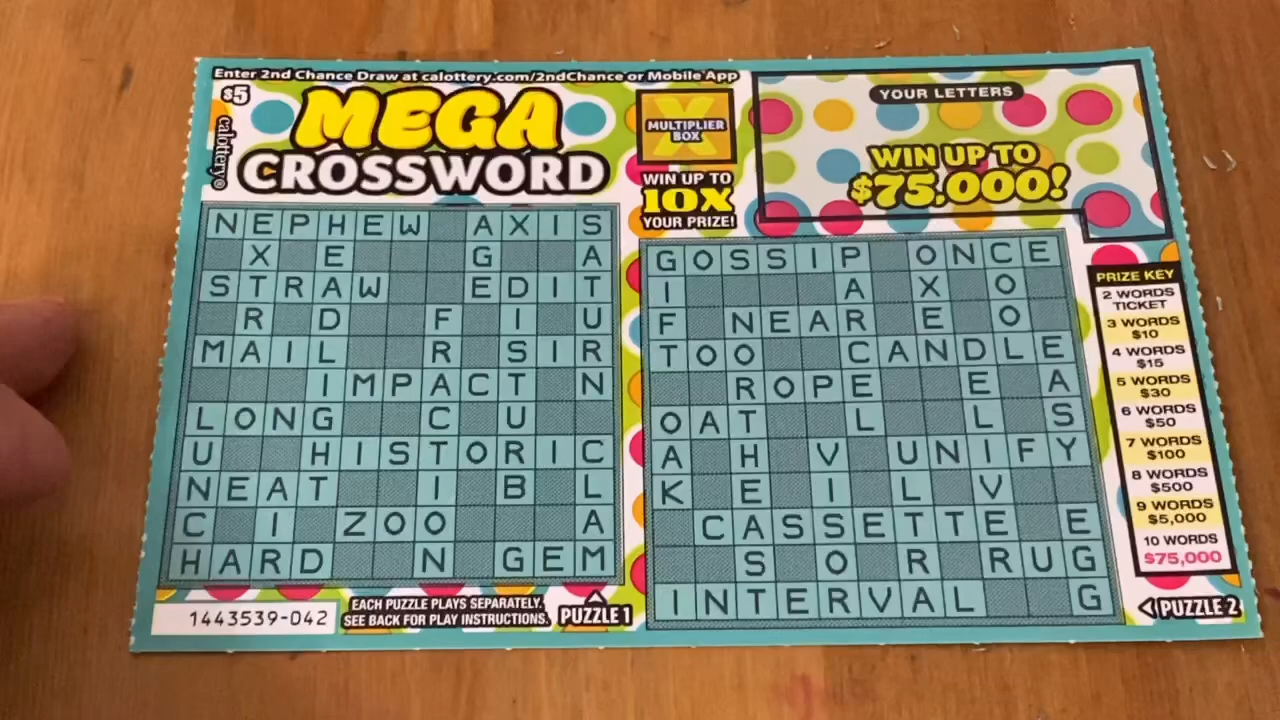 Enter 2nd Chance Draw at calottery.com/2ndChance or Mobile App
$5
calottery®
MEGA
CROSSWORD
X
MULTIPLIER
BOX
WIN UP TO
10X
YOUR PRIZE!
YOUR LETTERS
WIN UP TO
$75,000!
NEPHEW AXIS
X E G A
STRAW EDIT
R D F I U
MAIL R SIR
IMPACT T N
LONG C U
U HISTORIC
NEAT I B L
C I ZOO A
HARD N GEM
1443539-042
EACH PUZZLE PLAYS SEPARATELY.
SEE BACK FOR PLAY INSTRUCTIONS.
PUZZLE 1
GOSSIP ONCE
I A X O
F NEAR E O
TOO CANDLE
ROPE E A
OAT L L S
A H V UNIFY
K E I L V
CASSETTE E
S O R RUG
INTERVAL G
PRIZE KEY
2 WORDS
TICKET
3 WORDS
$10
4 WORDS
$15
5 WORDS
$30
6 WORDS
$50
7 WORDS
$100
8 WORDS
$500
9 WORDS
$5,000
10 WORDS
$75,000
PUZZLE 2